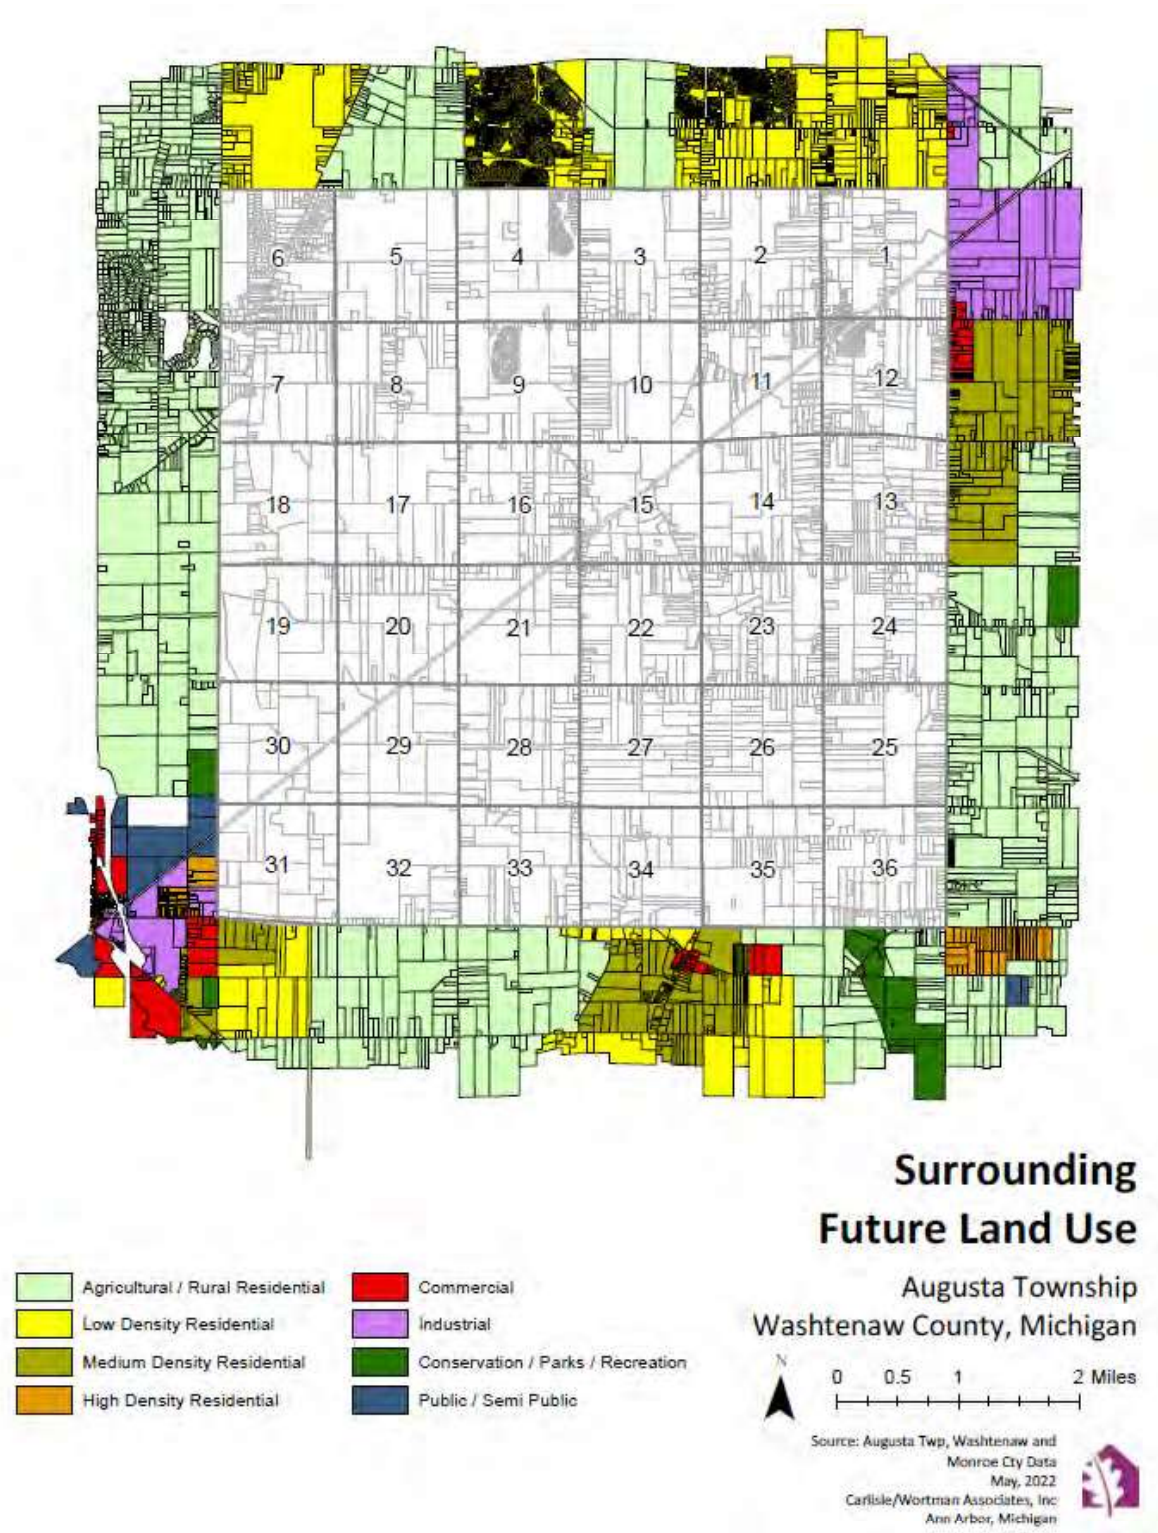 6 5 4 3 2 1
7 8 9 10 11 12
18 17 16 15 14 13
19 20 21 22 23 24
30 29 28 27 26 25
31 32 33 34 35 36
Surrounding
Future Land Use
Augusta Township
Washtenaw County, Michigan
Agricultural / Rural Residential
Low Density Residential
Medium Density Residential
High Density Residential
Commercial
Industrial
Conservation / Parks / Recreation
Public / Semi Public
N
0 0.5 1 2 Miles
Source: Augusta Twp, Washtenaw and
Monroe Cty Data
May, 2022
Carlisle/Wortman Associates, Inc
Ann Arbor, Michigan